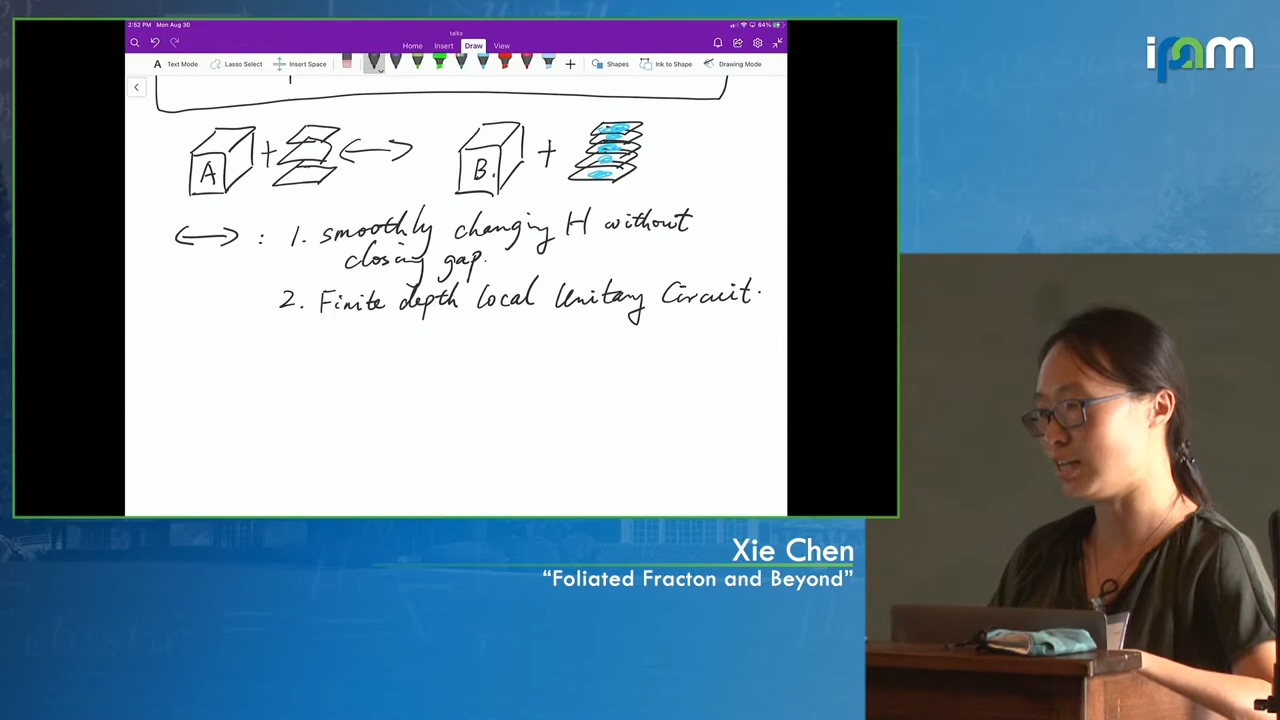 2:52 PM Mon Aug 30
64%
talks
Home Insert Draw View
Text Mode Lasso Select Insert Space Shapes Ink to Shape Drawing Mode
A + ⟷ B. +
⟷ : 1. smoothly changing H without
closing gap.
2. Finite depth local Unitary Circuit.
ipam
Xie Chen
“Foliated Fracton and Beyond”